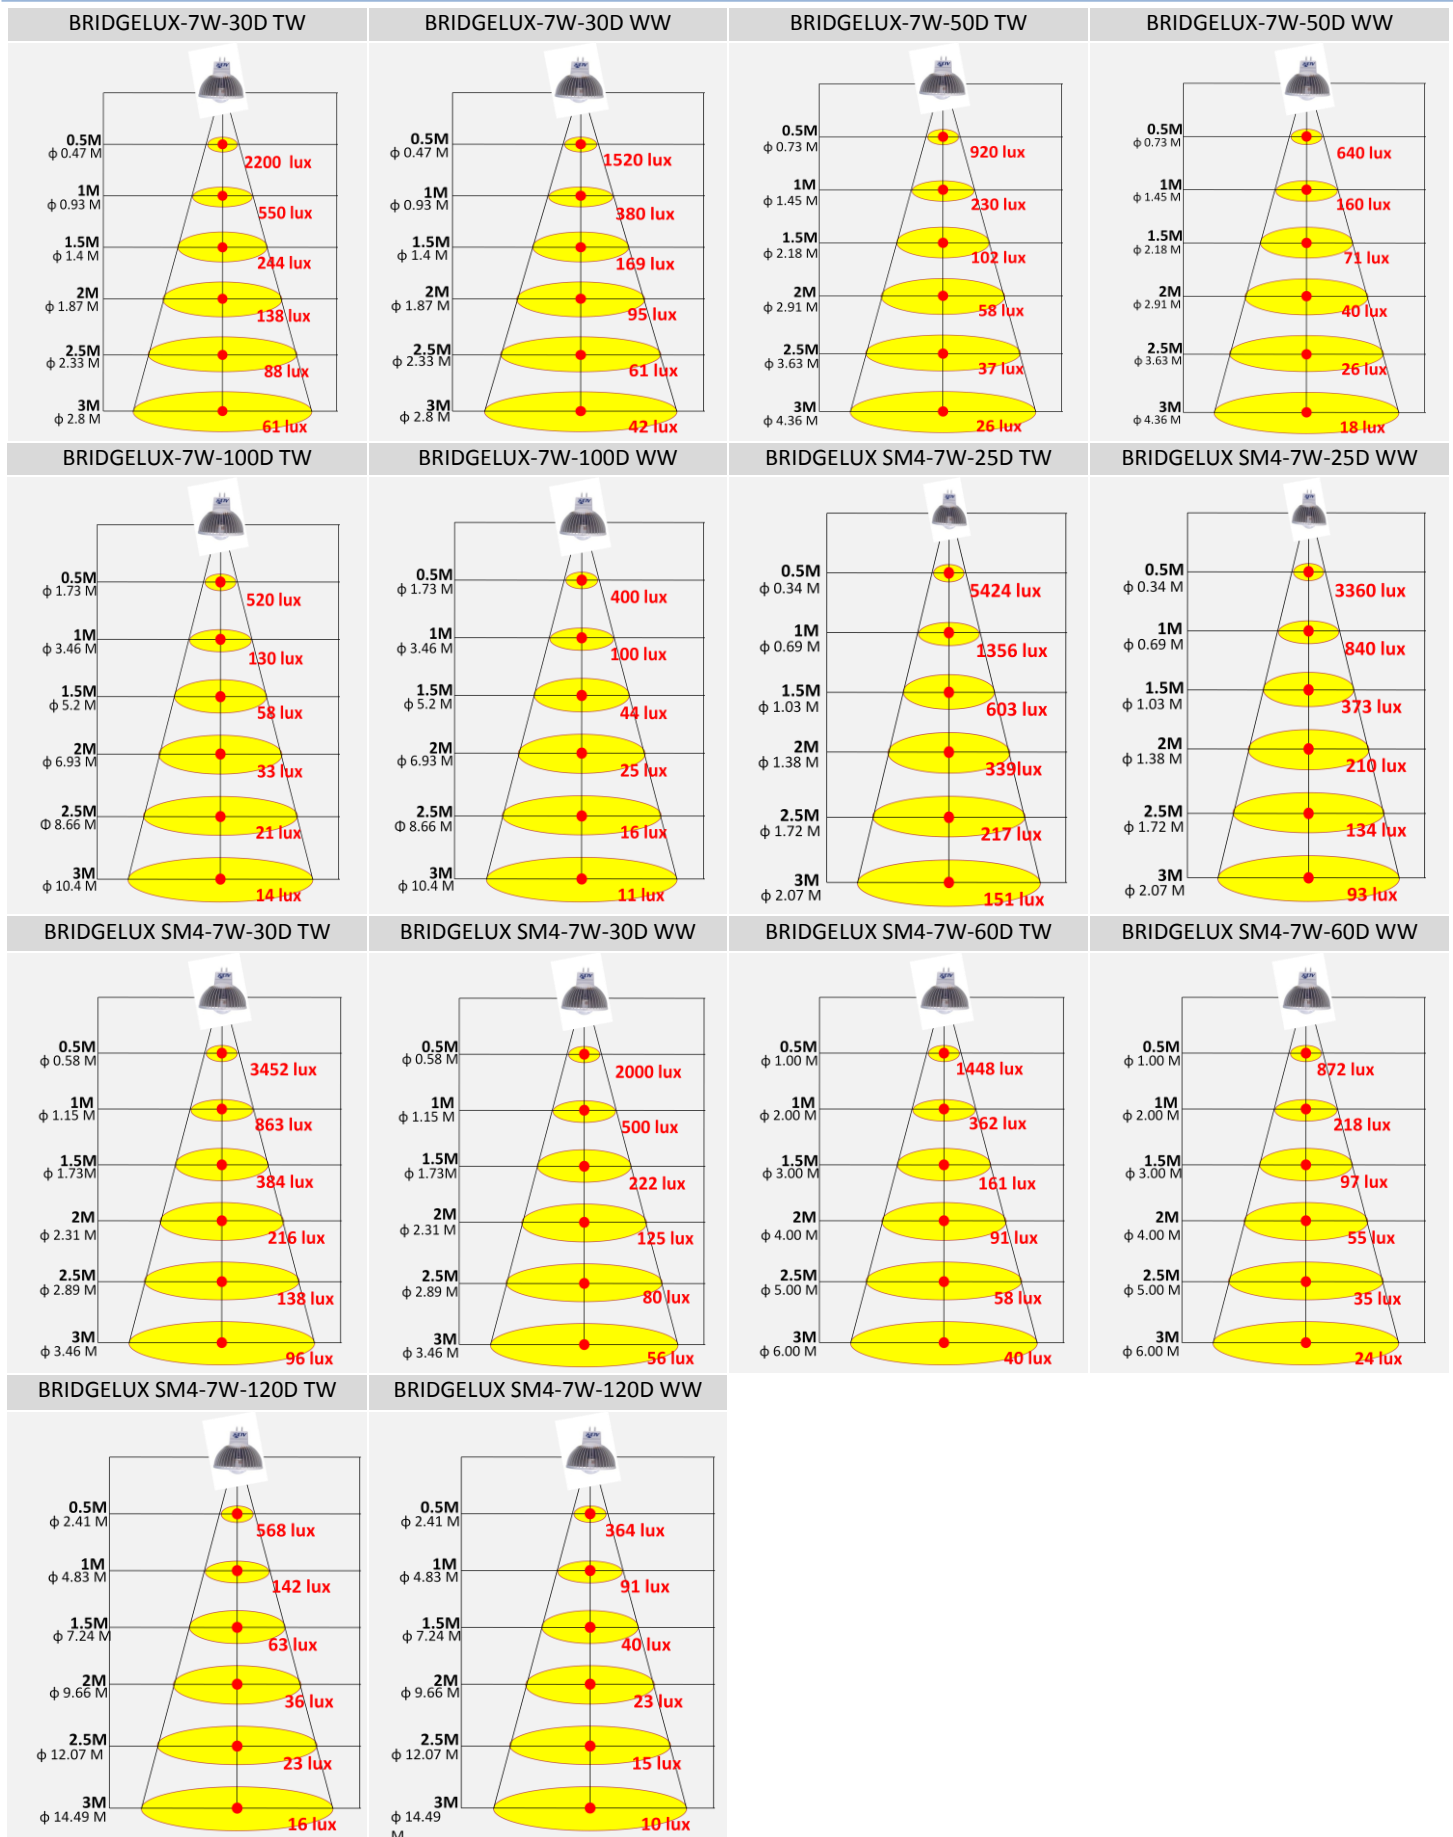 BRIDGELUX-7W-30D TW
0.5M
ϕ 0.47 M
2200 lux
1M
ϕ 0.93 M
550 lux
1.5M
ϕ 1.4 M
244 lux
2M
ϕ 1.87 M
138 lux
2.5M
ϕ 2.33 M
88 lux
3M
ϕ 2.8 M
61 lux
BRIDGELUX-7W-30D WW
0.5M
ϕ 0.47 M
1520 lux
1M
ϕ 0.93 M
380 lux
1.5M
ϕ 1.4 M
169 lux
2M
ϕ 1.87 M
95 lux
2.5M
ϕ 2.33 M
61 lux
3M
ϕ 2.8 M
42 lux
BRIDGELUX-7W-50D TW
0.5M
ϕ 0.73 M
920 lux
1M
ϕ 1.45 M
230 lux
1.5M
ϕ 2.18 M
102 lux
2M
ϕ 2.91 M
58 lux
2.5M
ϕ 3.63 M
37 lux
3M
ϕ 4.36 M
26 lux
BRIDGELUX-7W-50D WW
0.5M
ϕ 0.73 M
640 lux
1M
ϕ 1.45 M
160 lux
1.5M
ϕ 2.18 M
71 lux
2M
ϕ 2.91 M
40 lux
2.5M
ϕ 3.63 M
26 lux
3M
ϕ 4.36 M
18 lux
BRIDGELUX-7W-100D TW
0.5M
ϕ 1.73 M
520 lux
1M
ϕ 3.46 M
130 lux
1.5M
ϕ 5.2 M
58 lux
2M
ϕ 6.93 M
33 lux
2.5M
Φ 8.66 M
21 lux
3M
ϕ 10.4 M
14 lux
BRIDGELUX-7W-100D WW
0.5M
ϕ 1.73 M
400 lux
1M
ϕ 3.46 M
100 lux
1.5M
ϕ 5.2 M
44 lux
2M
ϕ 6.93 M
25 lux
2.5M
Φ 8.66 M
16 lux
3M
ϕ 10.4 M
11 lux
BRIDGELUX SM4-7W-25D TW
0.5M
ϕ 0.34 M
5424 lux
1M
ϕ 0.69 M
1356 lux
1.5M
ϕ 1.03 M
603 lux
2M
ϕ 1.38 M
339lux
2.5M
ϕ 1.72 M
217 lux
3M
ϕ 2.07 M
151 lux
BRIDGELUX SM4-7W-25D WW
0.5M
ϕ 0.34 M
3360 lux
1M
ϕ 0.69 M
840 lux
1.5M
ϕ 1.03 M
373 lux
2M
ϕ 1.38 M
210 lux
2.5M
ϕ 1.72 M
134 lux
3M
ϕ 2.07 M
93 lux
BRIDGELUX SM4-7W-30D TW
0.5M
ϕ 0.58 M
3452 lux
1M
ϕ 1.15 M
863 lux
1.5M
ϕ 1.73M
384 lux
2M
ϕ 2.31 M
216 lux
2.5M
ϕ 2.89 M
138 lux
3M
ϕ 3.46 M
96 lux
BRIDGELUX SM4-7W-30D WW
0.5M
ϕ 0.58 M
2000 lux
1M
ϕ 1.15 M
500 lux
1.5M
ϕ 1.73M
222 lux
2M
ϕ 2.31 M
125 lux
2.5M
ϕ 2.89 M
80 lux
3M
ϕ 3.46 M
56 lux
BRIDGELUX SM4-7W-60D TW
0.5M
ϕ 1.00 M
1448 lux
1M
ϕ 2.00 M
362 lux
1.5M
ϕ 3.00 M
161 lux
2M
ϕ 4.00 M
91 lux
2.5M
ϕ 5.00 M
58 lux
3M
ϕ 6.00 M
40 lux
BRIDGELUX SM4-7W-60D WW
0.5M
ϕ 1.00 M
872 lux
1M
ϕ 2.00 M
218 lux
1.5M
ϕ 3.00 M
97 lux
2M
ϕ 4.00 M
55 lux
2.5M
ϕ 5.00 M
35 lux
3M
ϕ 6.00 M
24 lux
BRIDGELUX SM4-7W-120D TW
0.5M
ϕ 2.41 M
568 lux
1M
ϕ 4.83 M
142 lux
1.5M
ϕ 7.24 M
63 lux
2M
ϕ 9.66 M
36 lux
2.5M
ϕ 12.07 M
23 lux
3M
ϕ 14.49 M
16 lux
BRIDGELUX SM4-7W-120D WW
0.5M
ϕ 2.41 M
364 lux
1M
ϕ 4.83 M
91 lux
1.5M
ϕ 7.24 M
40 lux
2M
ϕ 9.66 M
23 lux
2.5M
ϕ 12.07 M
15 lux
3M
ϕ 14.49
M
10 lux